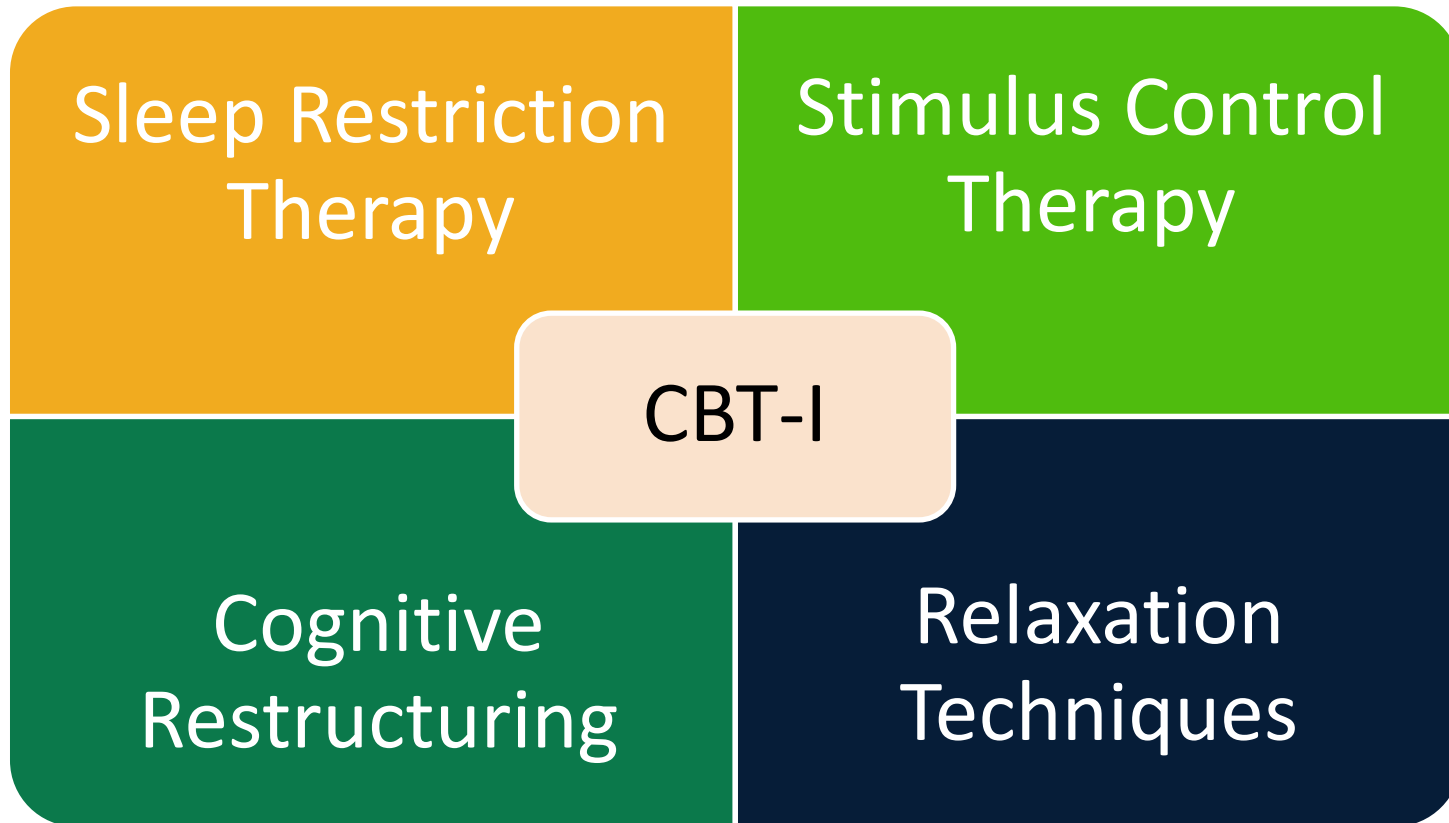 Sleep Restriction
Therapy
Stimulus Control
Therapy
CBT-I
Cognitive
Restructuring
Relaxation
Techniques